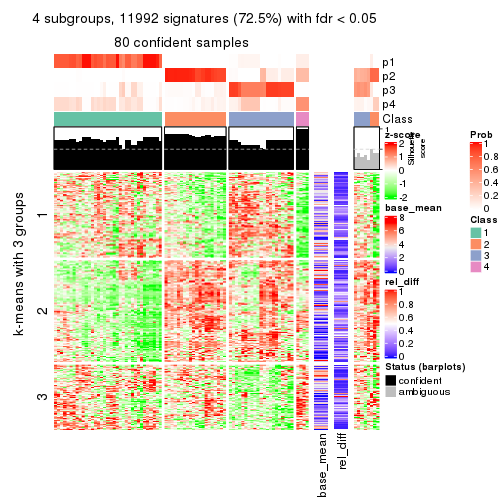 4 subgroups, 11992 signatures (72.5%) with fdr < 0.05
80 confident samples
p1
p2
p3
p4
Class
1
Silhouette score
k-means with 3 groups
1
2
3
base_mean
rel_diff
z-score
2
1
0
-1
-2
base_mean
8
6
4
2
0
rel_diff
1
0.8
0.6
0.4
0.2
0
Status (barplots)
confident
ambiguous
Prob
1
0.8
0.6
0.4
0.2
0
Class
1
2
3
4